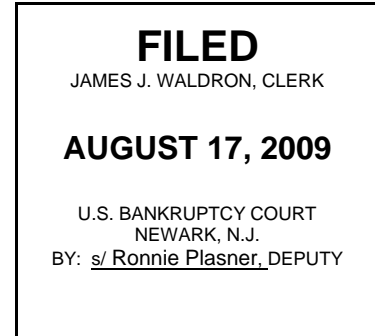 FILED
JAMES J. WALDRON, CLERK
AUGUST 17, 2009
U.S. BANKRUPTCY COURT
NEWARK, N.J.
BY: s/ Ronnie Plasner, DEPUTY